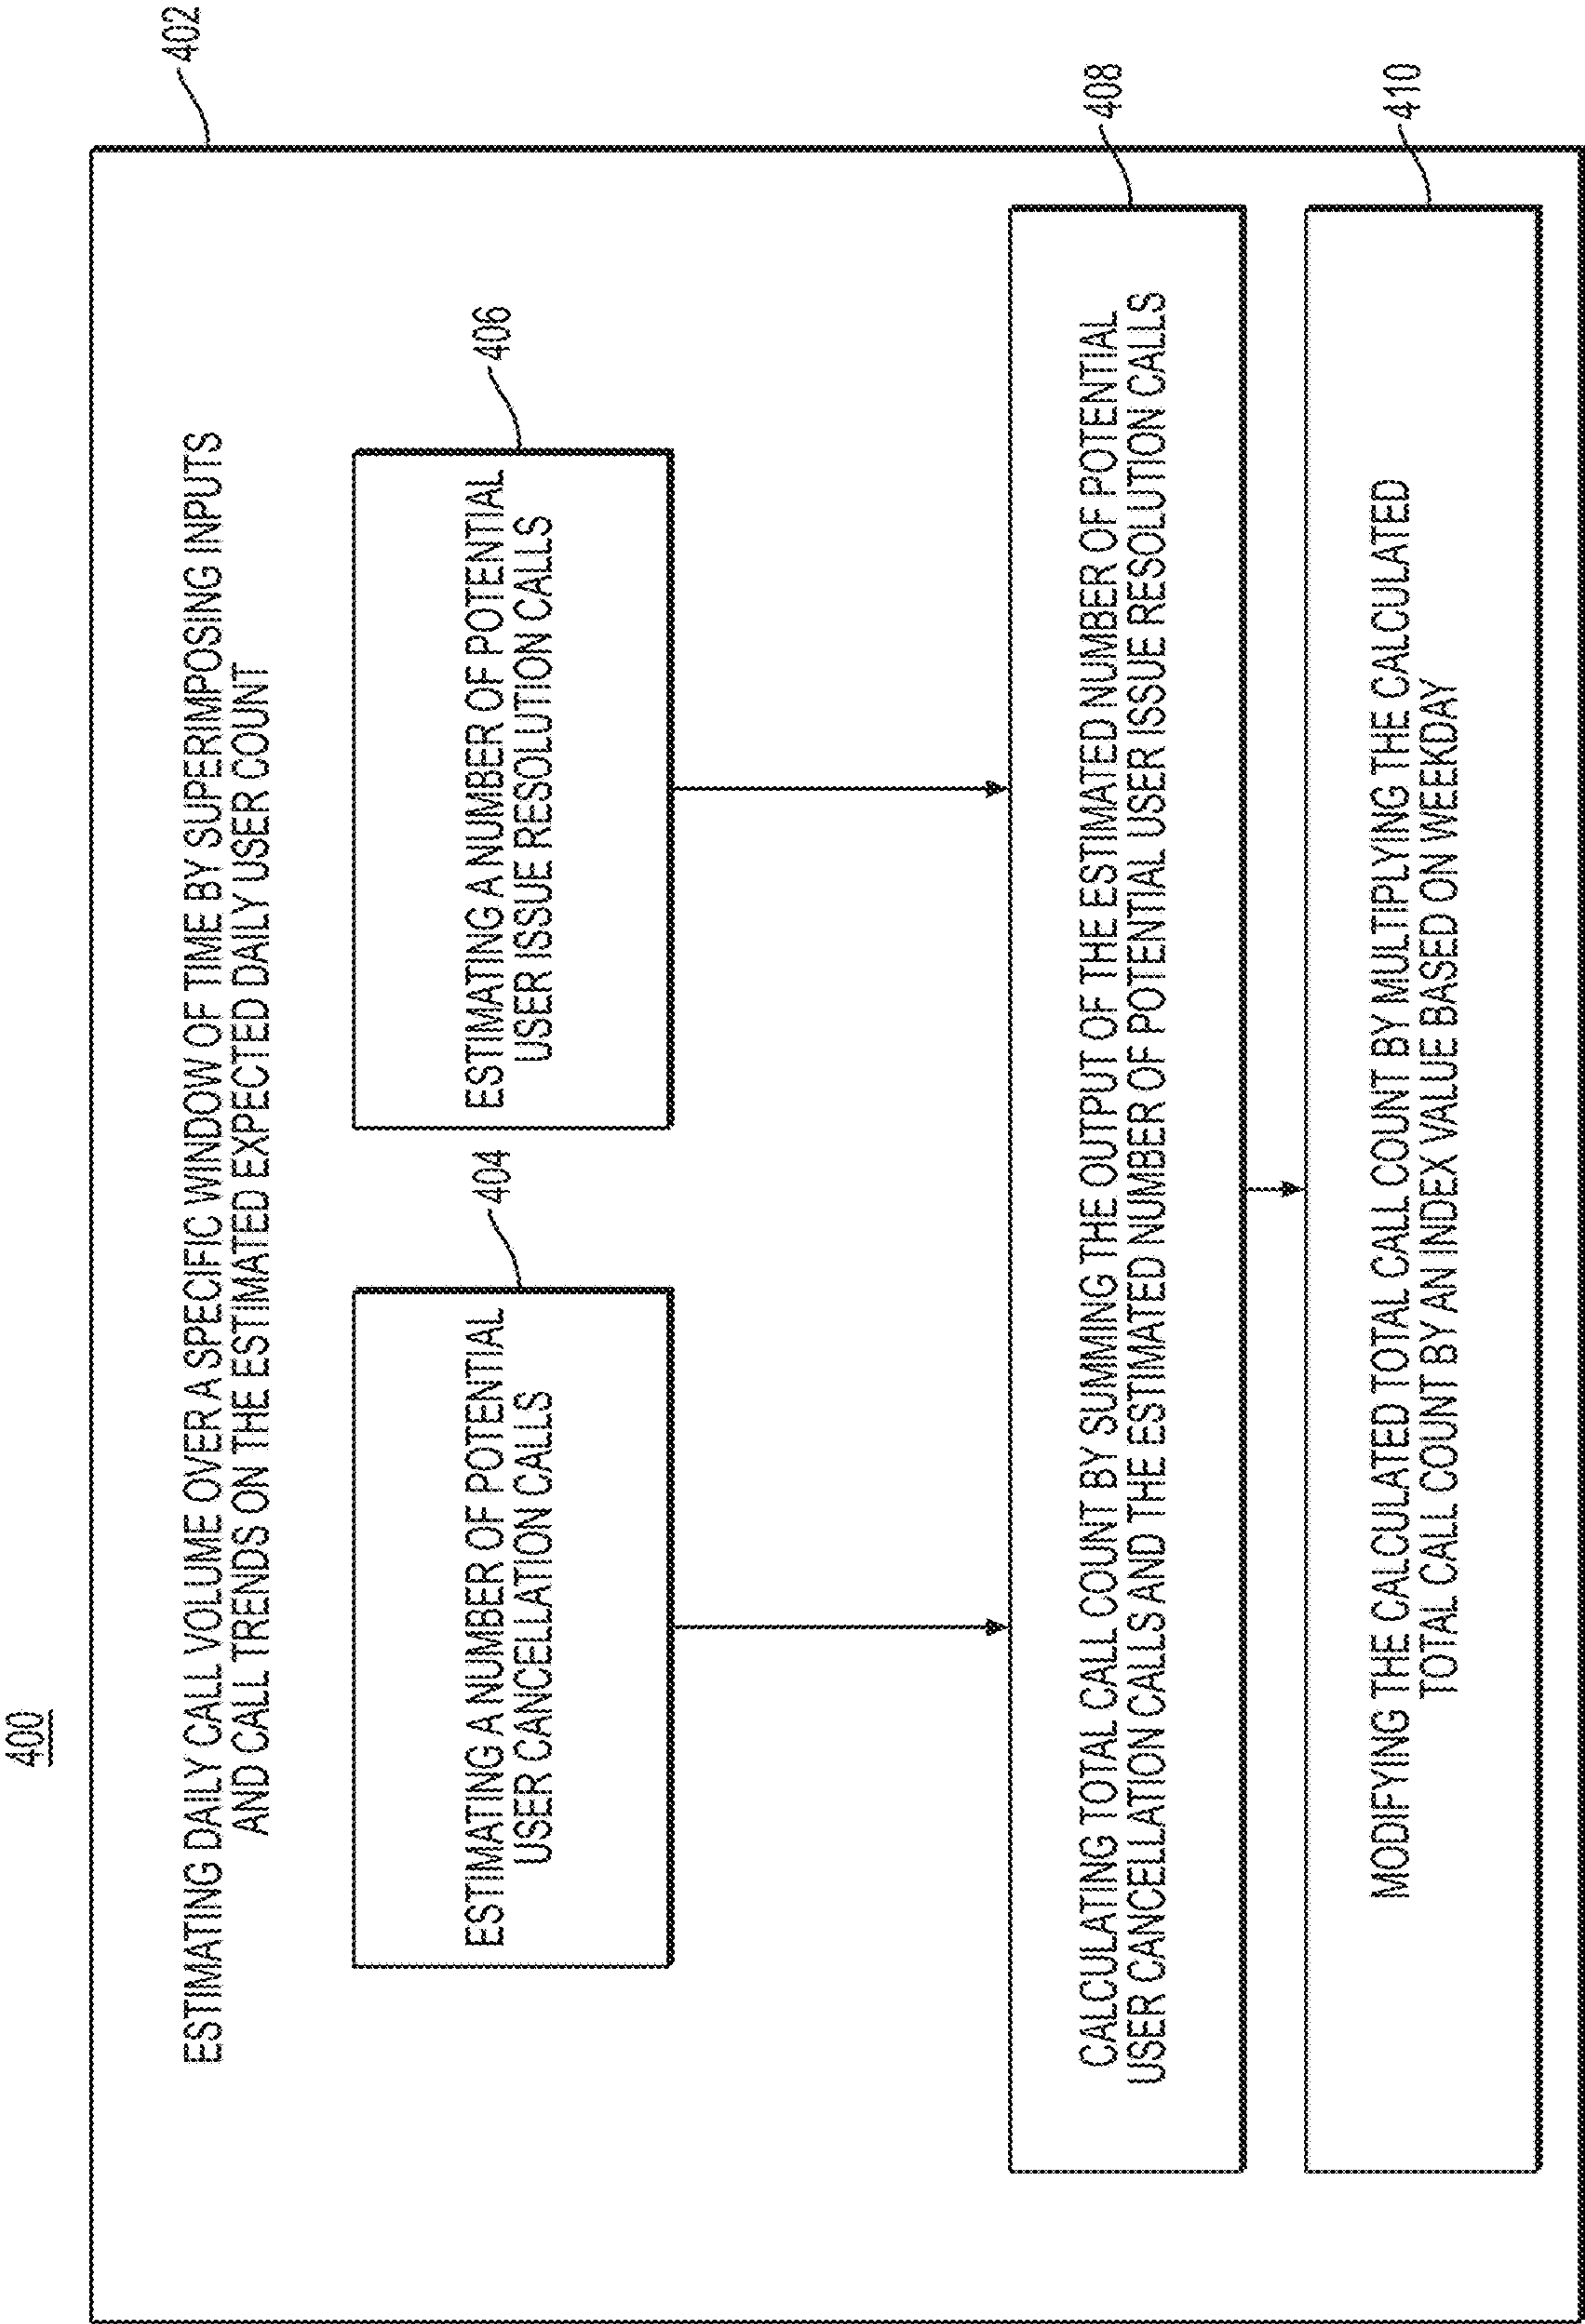 400
402
ESTIMATING DAILY CALL VOLUME OVER A SPECIFIC WINDOW OF TIME BY SUPERIMPOSING INPUTS
AND CALL TRENDS ON THE ESTIMATED EXPECTED DAILY USER COUNT
404
ESTIMATING A NUMBER OF POTENTIAL
USER CANCELLATION CALLS
406
ESTIMATING A NUMBER OF POTENTIAL
USER ISSUE RESOLUTION CALLS
408
CALCULATING TOTAL CALL COUNT BY SUMMING THE OUTPUT OF THE ESTIMATED NUMBER OF POTENTIAL
USER CANCELLATION CALLS AND THE ESTIMATED NUMBER OF POTENTIAL USER ISSUE RESOLUTION CALLS
410
MODIFYING THE CALCULATED TOTAL CALL COUNT BY MULTIPLYING THE CALCULATED
TOTAL CALL COUNT BY AN INDEX VALUE BASED ON WEEKDAY